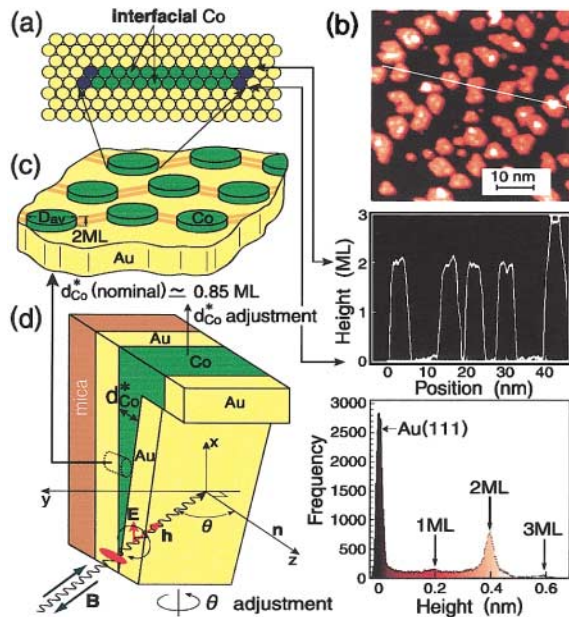 (a)
interfacial Co
(b)
10 nm
(c)
Dav
2ML
Co
Au
d*Co (nominal) ≃ 0.85 ML
Height (ML)
3
2
1
0
0 10 20 30 40
Position (nm)
(d)
d*Co adjustment
Au
Co
mica
d*Co
Au
Au
x
y
E
h
θ
n
z
B
θ adjustment
Frequency
3000
2500
2000
1500
1000
500
0
Au(111)
1ML
2ML
3ML
0 0.2 0.4 0.6
Height (nm)